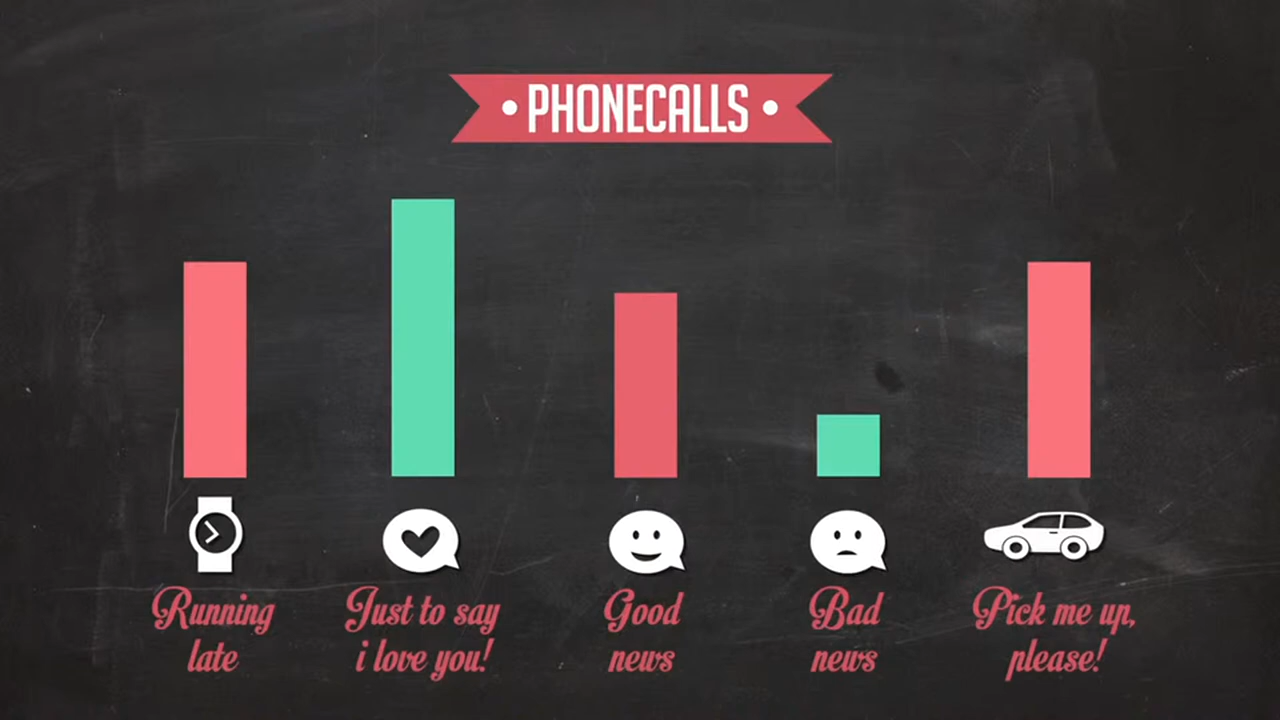 • PHONECALLS •
Running
late
Just to say
i love you!
Good
news
Bad
news
Pick me up,
please!